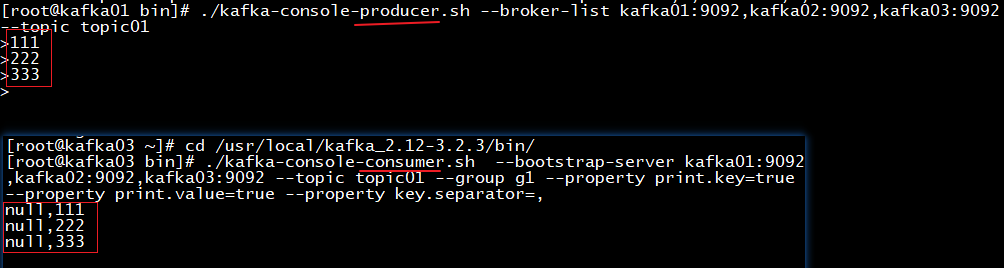 [root@kafka01 bin]# ./kafka-console-producer.sh --broker-list kafka01:9092,kafka02:9092,kafka03:9092
--topic topic01
>111
>222
>333
>
[root@kafka03 ~]# cd /usr/local/kafka_2.12-3.2.3/bin/
[root@kafka03 bin]# ./kafka-console-consumer.sh  --bootstrap-server kafka01:9092
,kafka02:9092,kafka03:9092 --topic topic01 --group g1 --property print.key=true
--property print.value=true --property key.separator=,
null,111
null,222
null,333